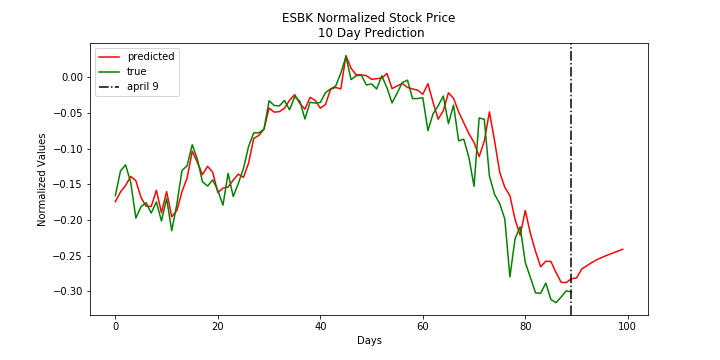 ESBK Normalized Stock Price
10 Day Prediction
predicted
true
april 9
Normalized Values
0.00
−0.05
−0.10
−0.15
−0.20
−0.25
−0.30
0
20
40
60
80
100
Days